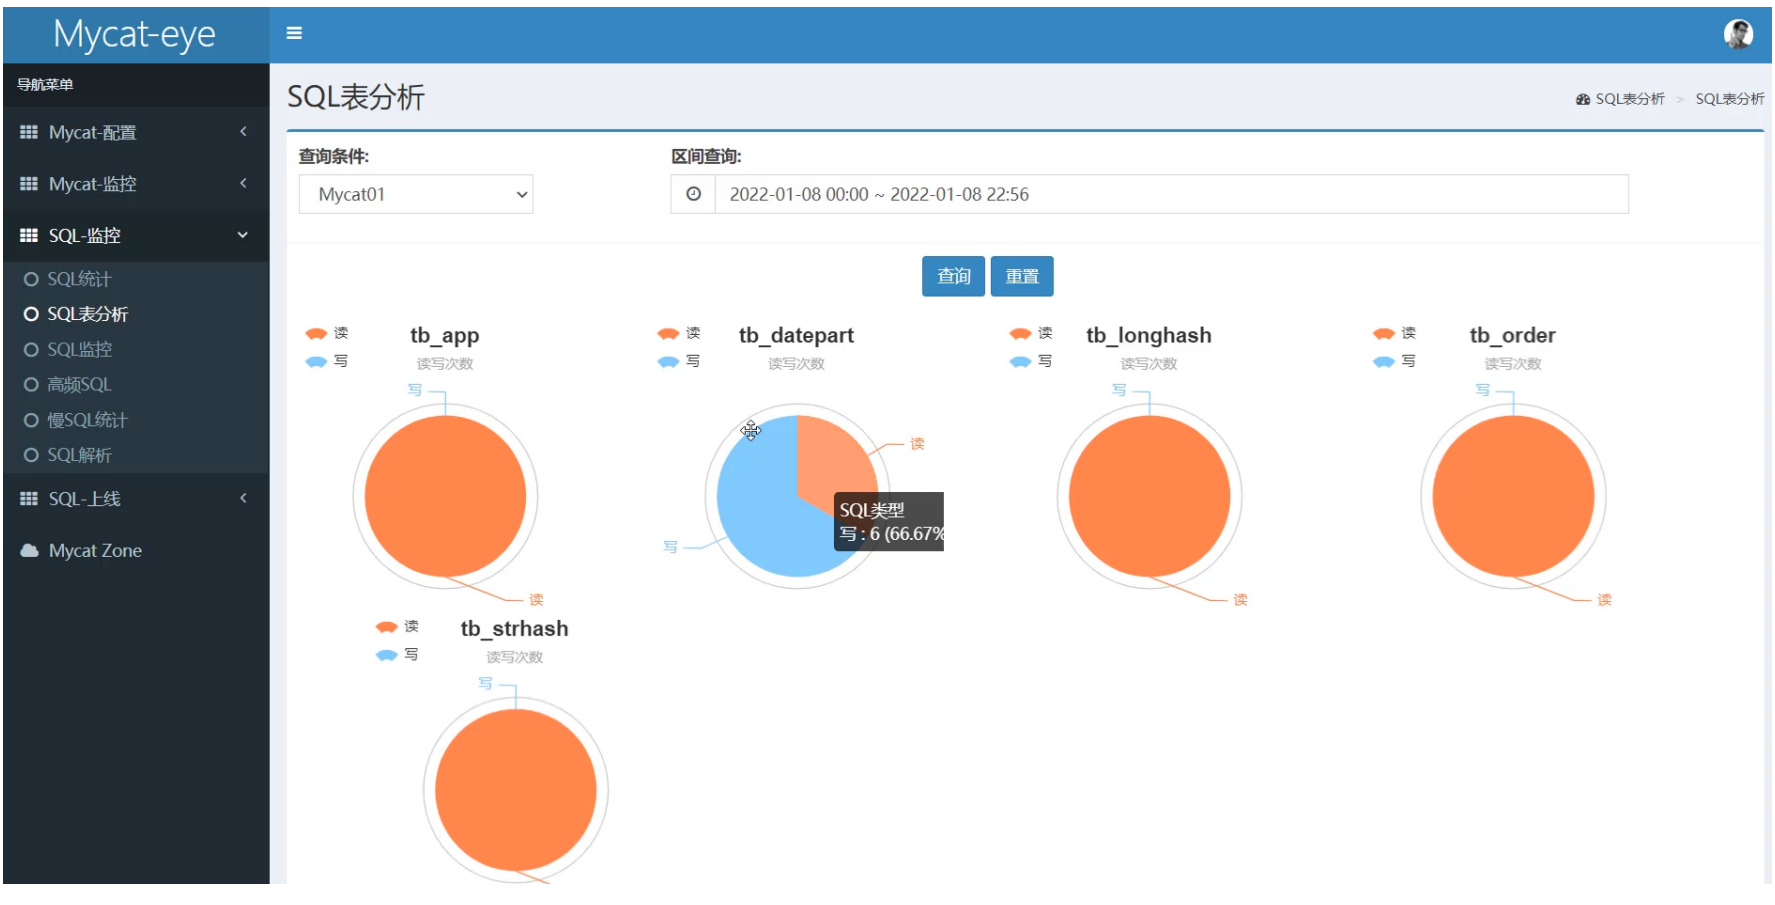 Mycat-eye
导航菜单
Mycat-配置
Mycat-监控
SQL-监控
SQL统计
SQL表分析
SQL监控
高频SQL
慢SQL统计
SQL解析
SQL-上线
Mycat Zone
SQL表分析
SQL表分析 > SQL表分析
查询条件:
Mycat01
区间查询:
2022-01-08 00:00 ~ 2022-01-08 22:56
查询
重置
读
写
tb_app
读写次数
写
读
读
写
tb_datepart
读写次数
读
写
SQL类型
写 : 6 (66.67%
读
写
tb_longhash
读写次数
写
读
读
写
tb_order
读写次数
写
读
读
写
tb_strhash
读写次数
写